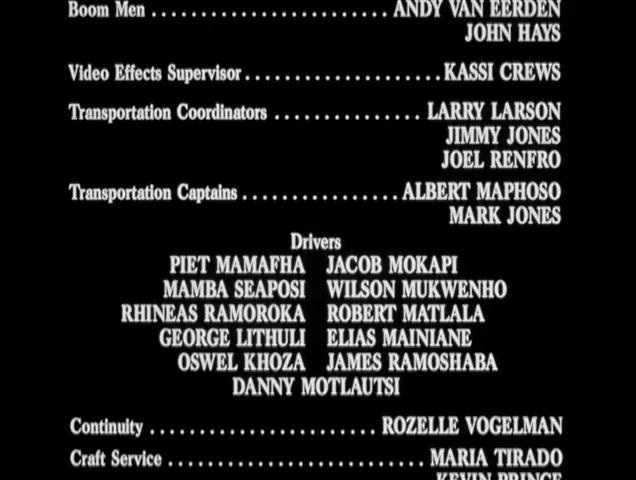 Boom Men ........................ ANDY VAN EERDEN
JOHN HAYS
Video Effects Supervisor .................... KASSI CREWS
Transportation Coordinators ............... LARRY LARSON
JIMMY JONES
JOEL RENFRO
Transportation Captains ................ ALBERT MAPHOSO
MARK JONES
Drivers
PIET MAMAFHA JACOB MOKAPI
MAMBA SEAPOSI WILSON MUKWENHO
RHINEAS RAMOROKA ROBERT MATLALA
GEORGE LITHULI ELIAS MAINIANE
OSWEL KHOZA JAMES RAMOSHABA
DANNY MOTLAUTSI
Continuity ....................... ROZELLE VOGELMAN
Craft Service .......................... MARIA TIRADO
KEVIN PRINCE